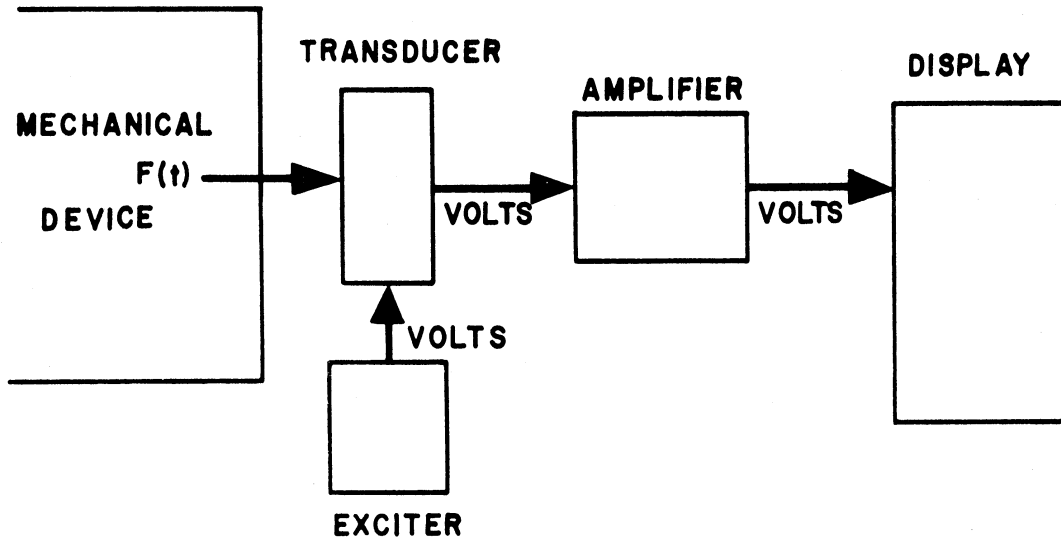 TRANSDUCER
AMPLIFIER
DISPLAY
MECHANICAL
F(t)
DEVICE
VOLTS
VOLTS
VOLTS
EXCITER